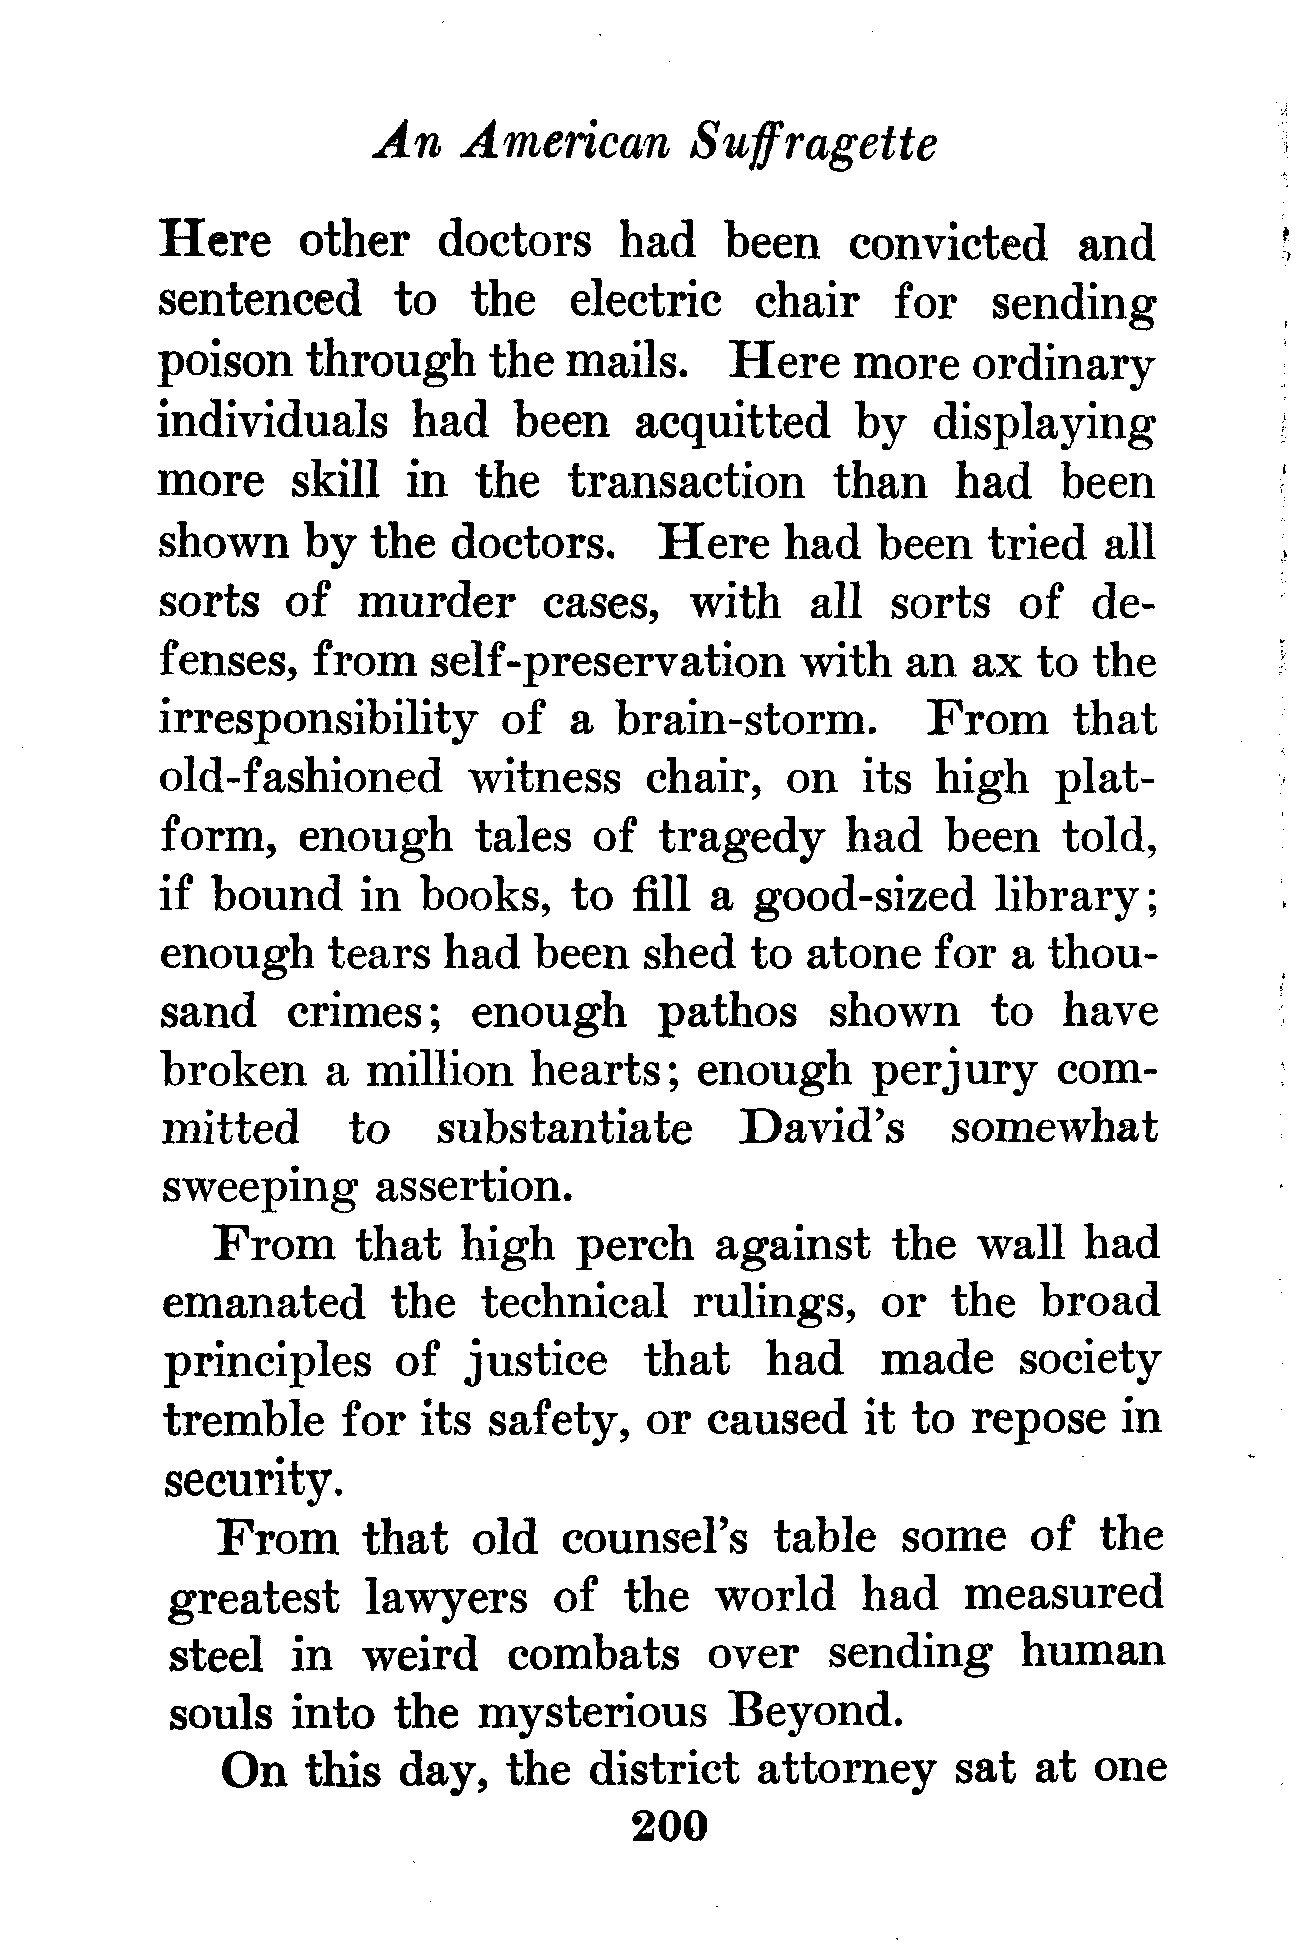 An American Suffragette
Here other doctors had been convicted and
sentenced to the electric chair for sending
poison through the mails. Here more ordinary
individuals had been acquitted by displaying
more skill in the transaction than had been
shown by the doctors. Here had been tried all
sorts of murder cases, with all sorts of de-
fenses, from self-preservation with an ax to the
irresponsibility of a brain-storm. From that
old-fashioned witness chair, on its high plat-
form, enough tales of tragedy had been told,
if bound in books, to fill a good-sized library;
enough tears had been shed to atone for a thou-
sand crimes; enough pathos shown to have
broken a million hearts; enough perjury com-
mitted to substantiate David's somewhat
sweeping assertion.
From that high perch against the wall had
emanated the technical rulings, or the broad
principles of justice that had made society
tremble for its safety, or caused it to repose in
security.
From that old counsel's table some of the
greatest lawyers of the world had measured
steel in weird combats over sending human
souls into the mysterious Beyond.
On this day, the district attorney sat at one
200